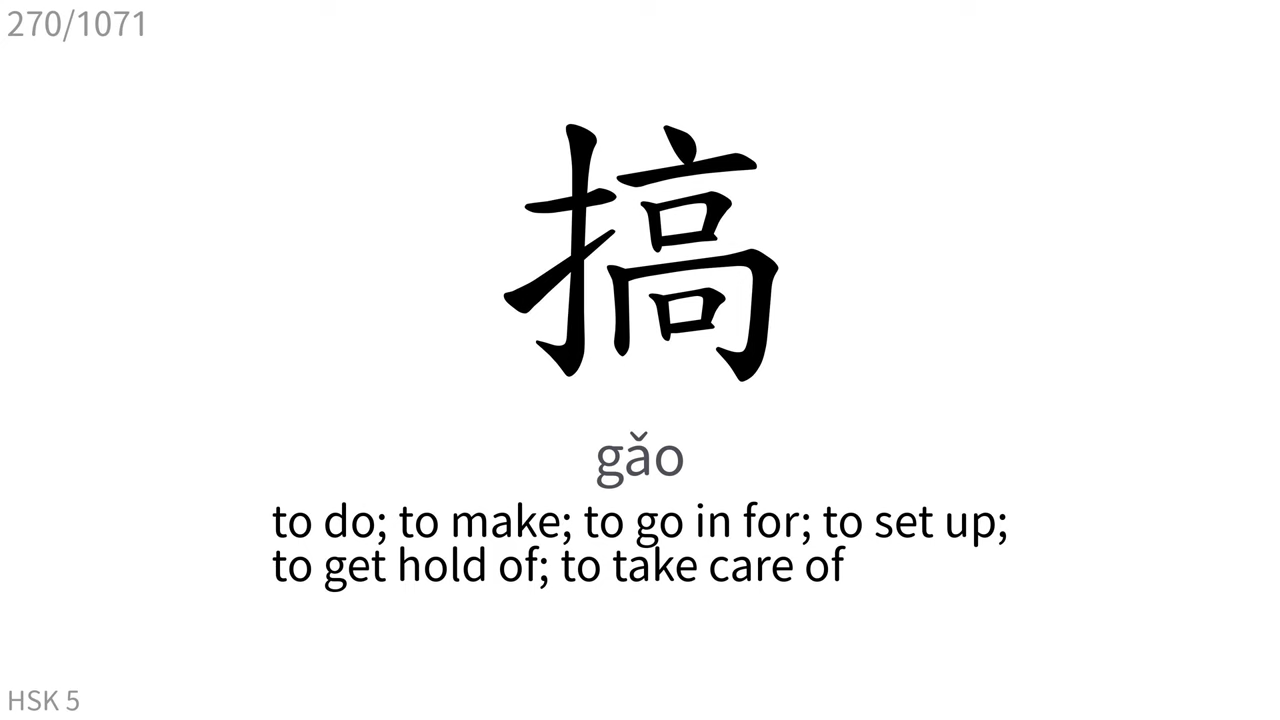 270/1071
搞
gǎo
to do; to make; to go in for; to set up;
to get hold of; to take care of
HSK 5